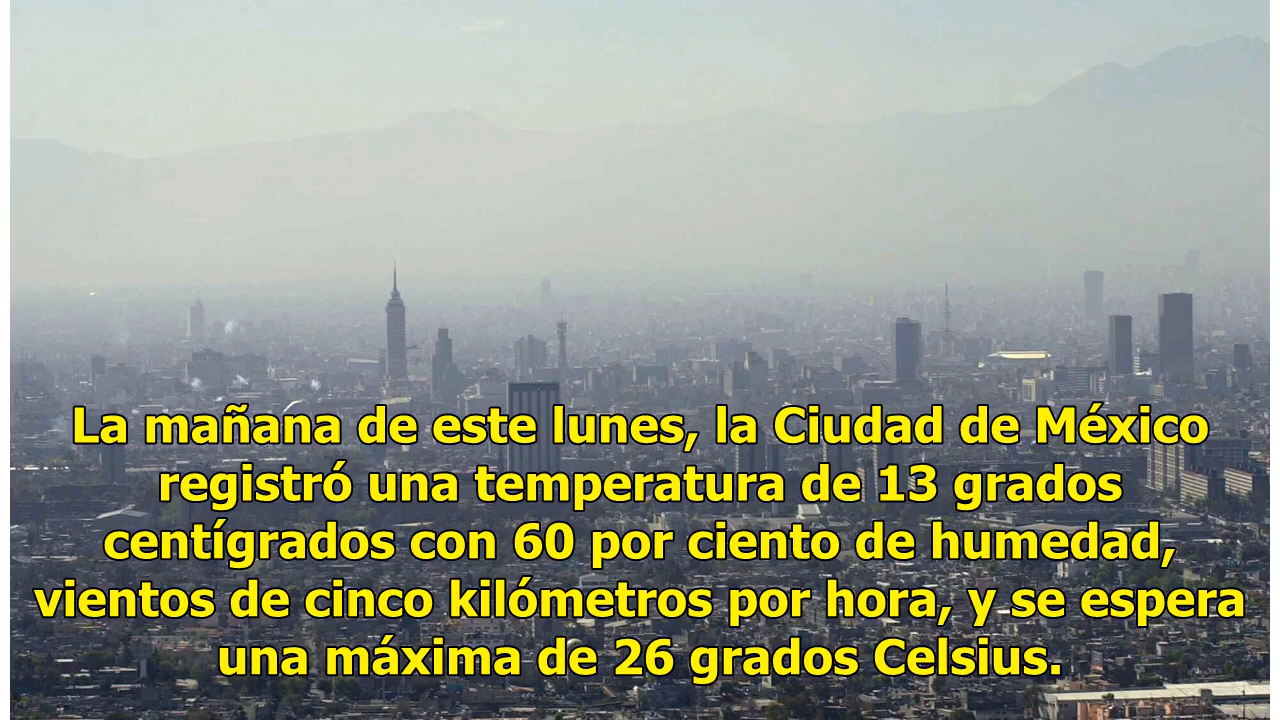 La mañana de este lunes, la Ciudad de México
registró una temperatura de 13 grados
centígrados con 60 por ciento de humedad,
vientos de cinco kilómetros por hora, y se espera
una máxima de 26 grados Celsius.